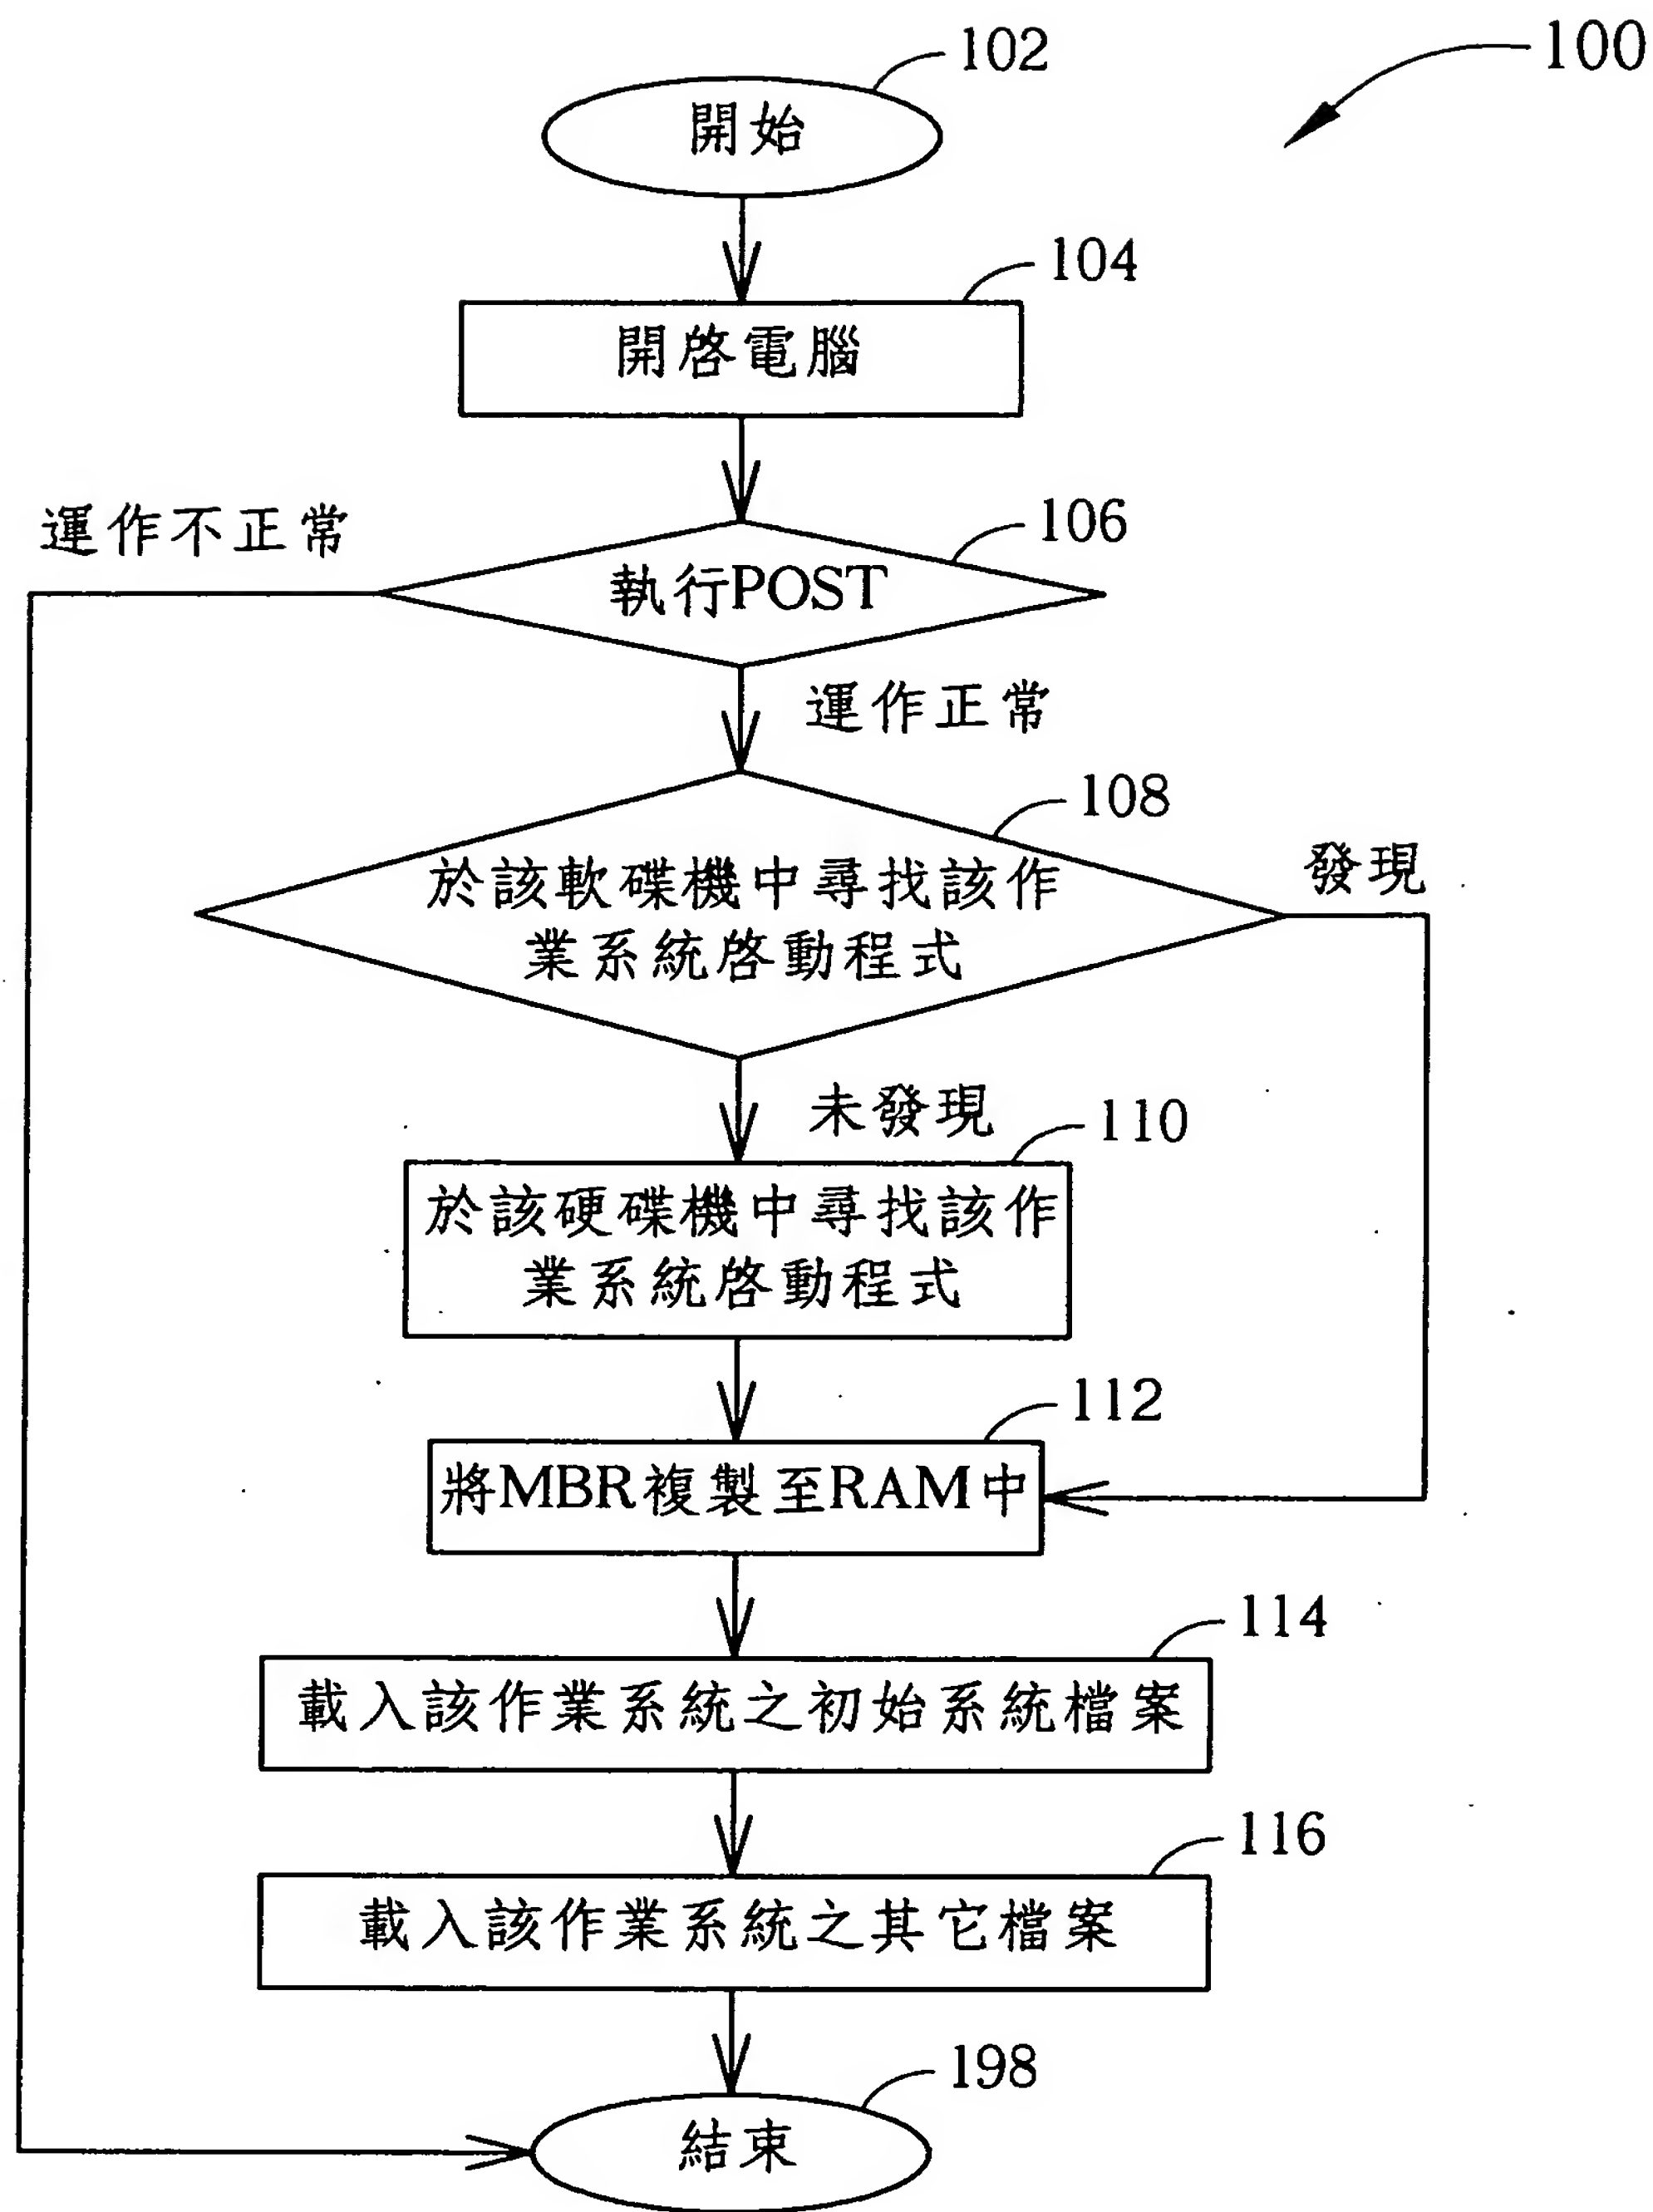 100
102
開始
104
開啓電腦
運作不正常
106
執行POST
運作正常
108
於該軟碟機中尋找該作
業系統啓動程式
發現
未發現
110
於該硬碟機中尋找該作
業系統啓動程式
112
將MBR複製至RAM中
114
載入該作業系統之初始系統檔案
116
載入該作業系統之其它檔案
198
結束